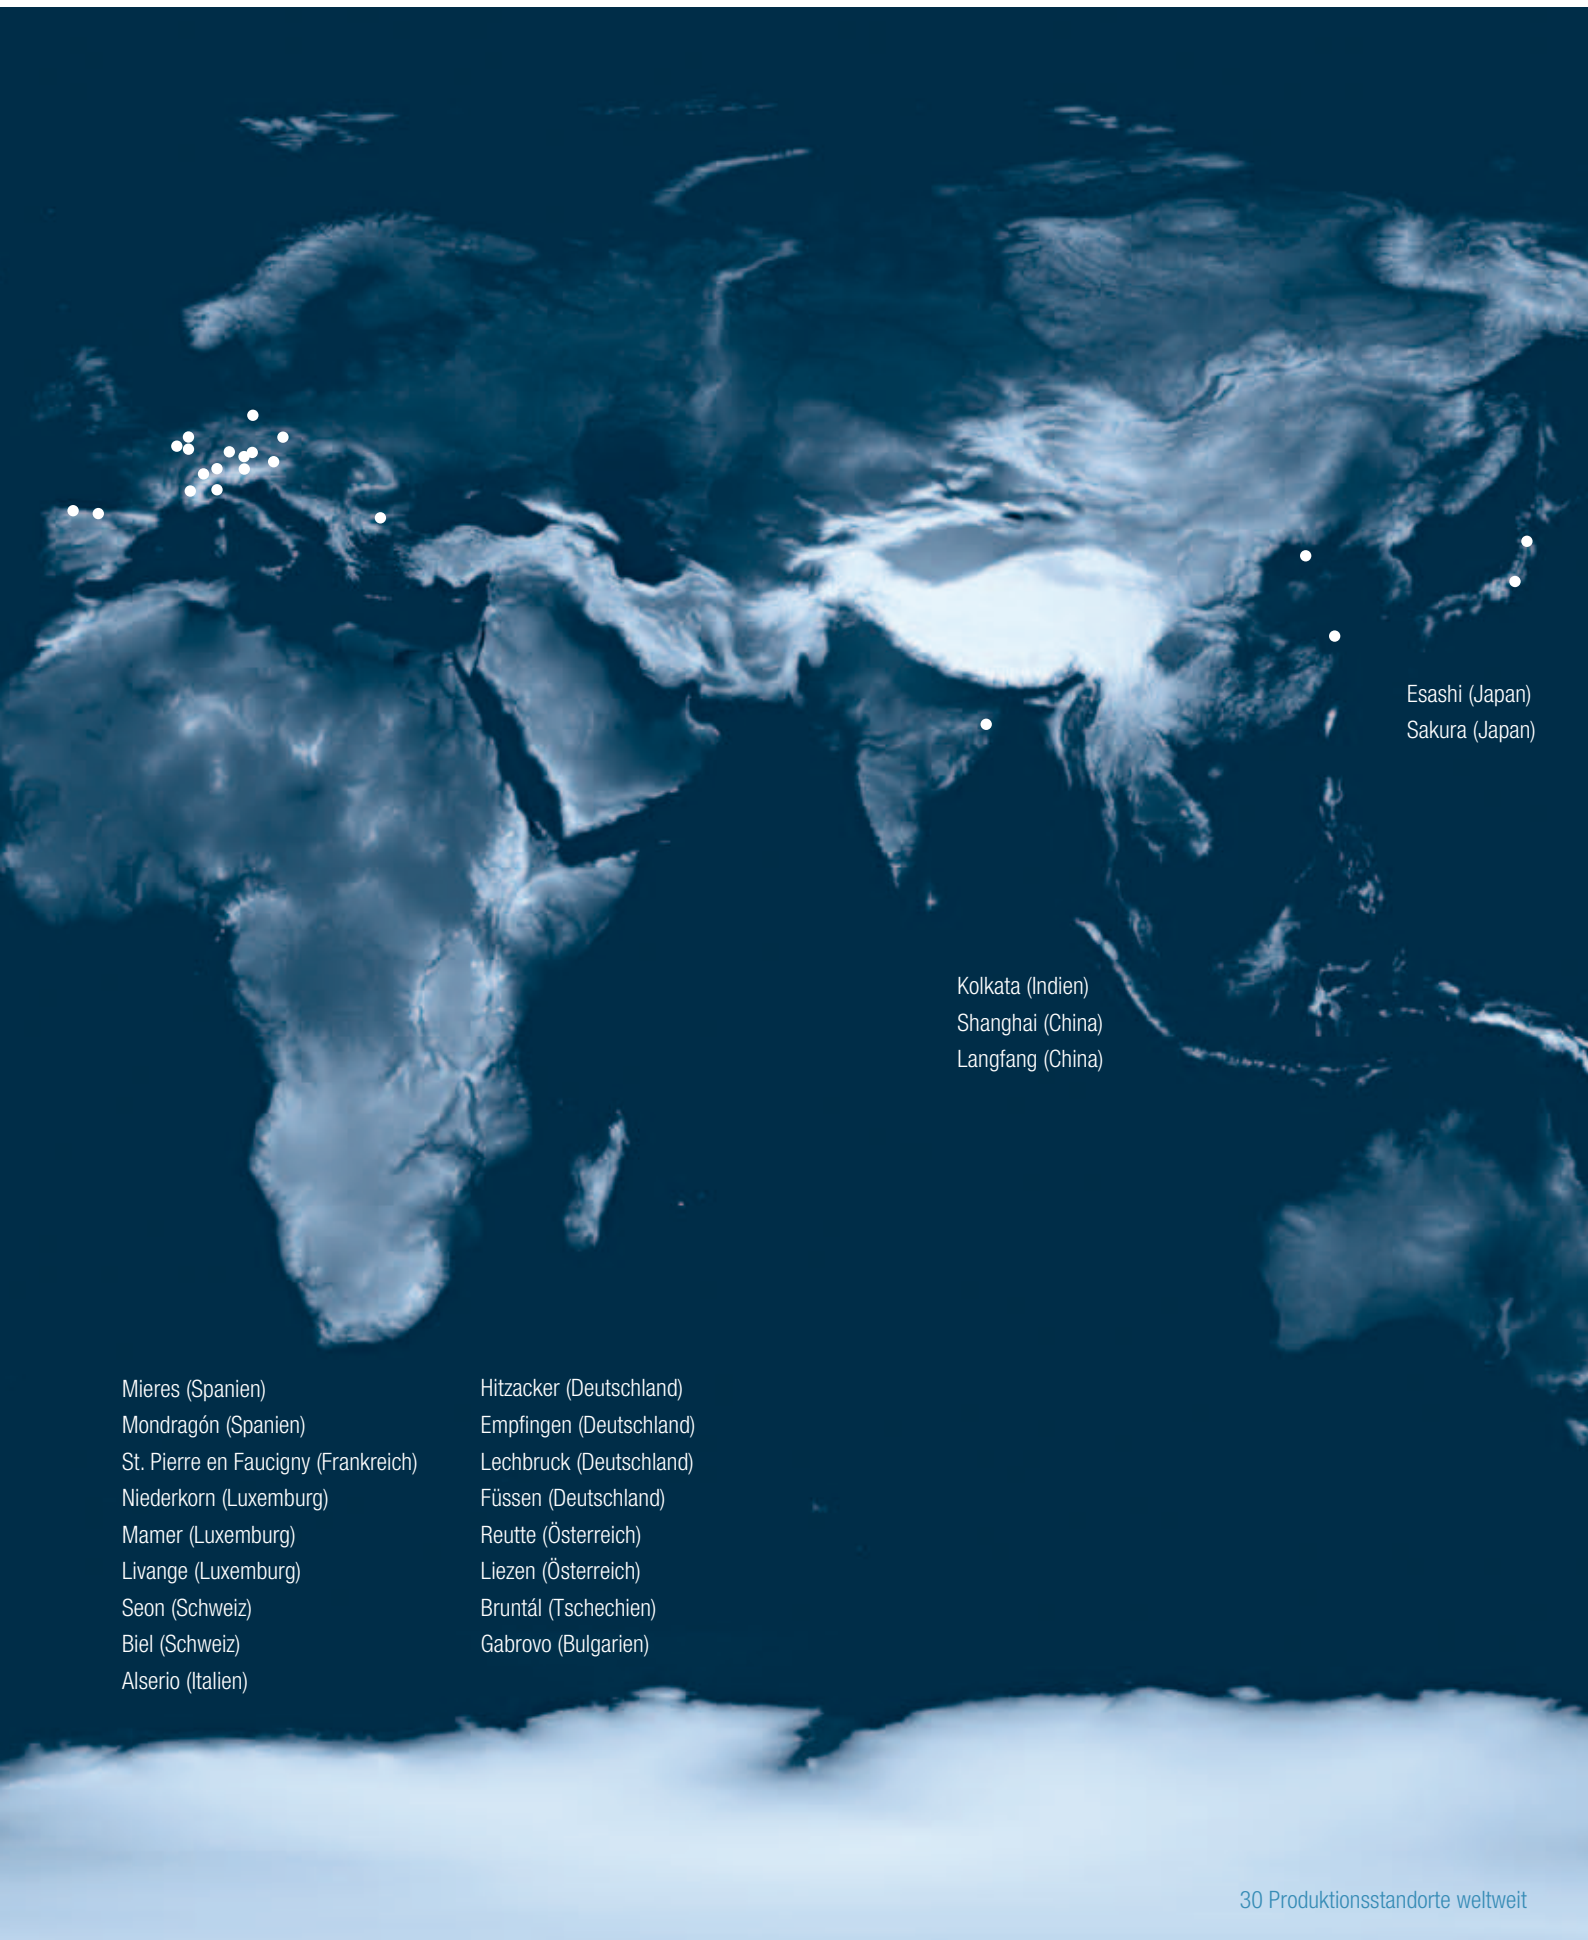 Esashi (Japan)
Sakura (Japan)
Kolkata (Indien)
Shanghai (China)
Langfang (China)
Mieres (Spanien)
Mondragón (Spanien)
St. Pierre en Faucigny (Frankreich)
Niederkorn (Luxemburg)
Mamer (Luxemburg)
Livange (Luxemburg)
Seon (Schweiz)
Biel (Schweiz)
Alserio (Italien)
Hitzacker (Deutschland)
Empfingen (Deutschland)
Lechbruck (Deutschland)
Füssen (Deutschland)
Reutte (Österreich)
Liezen (Österreich)
Bruntál (Tschechien)
Gabrovo (Bulgarien)
30 Produktionsstandorte weltweit